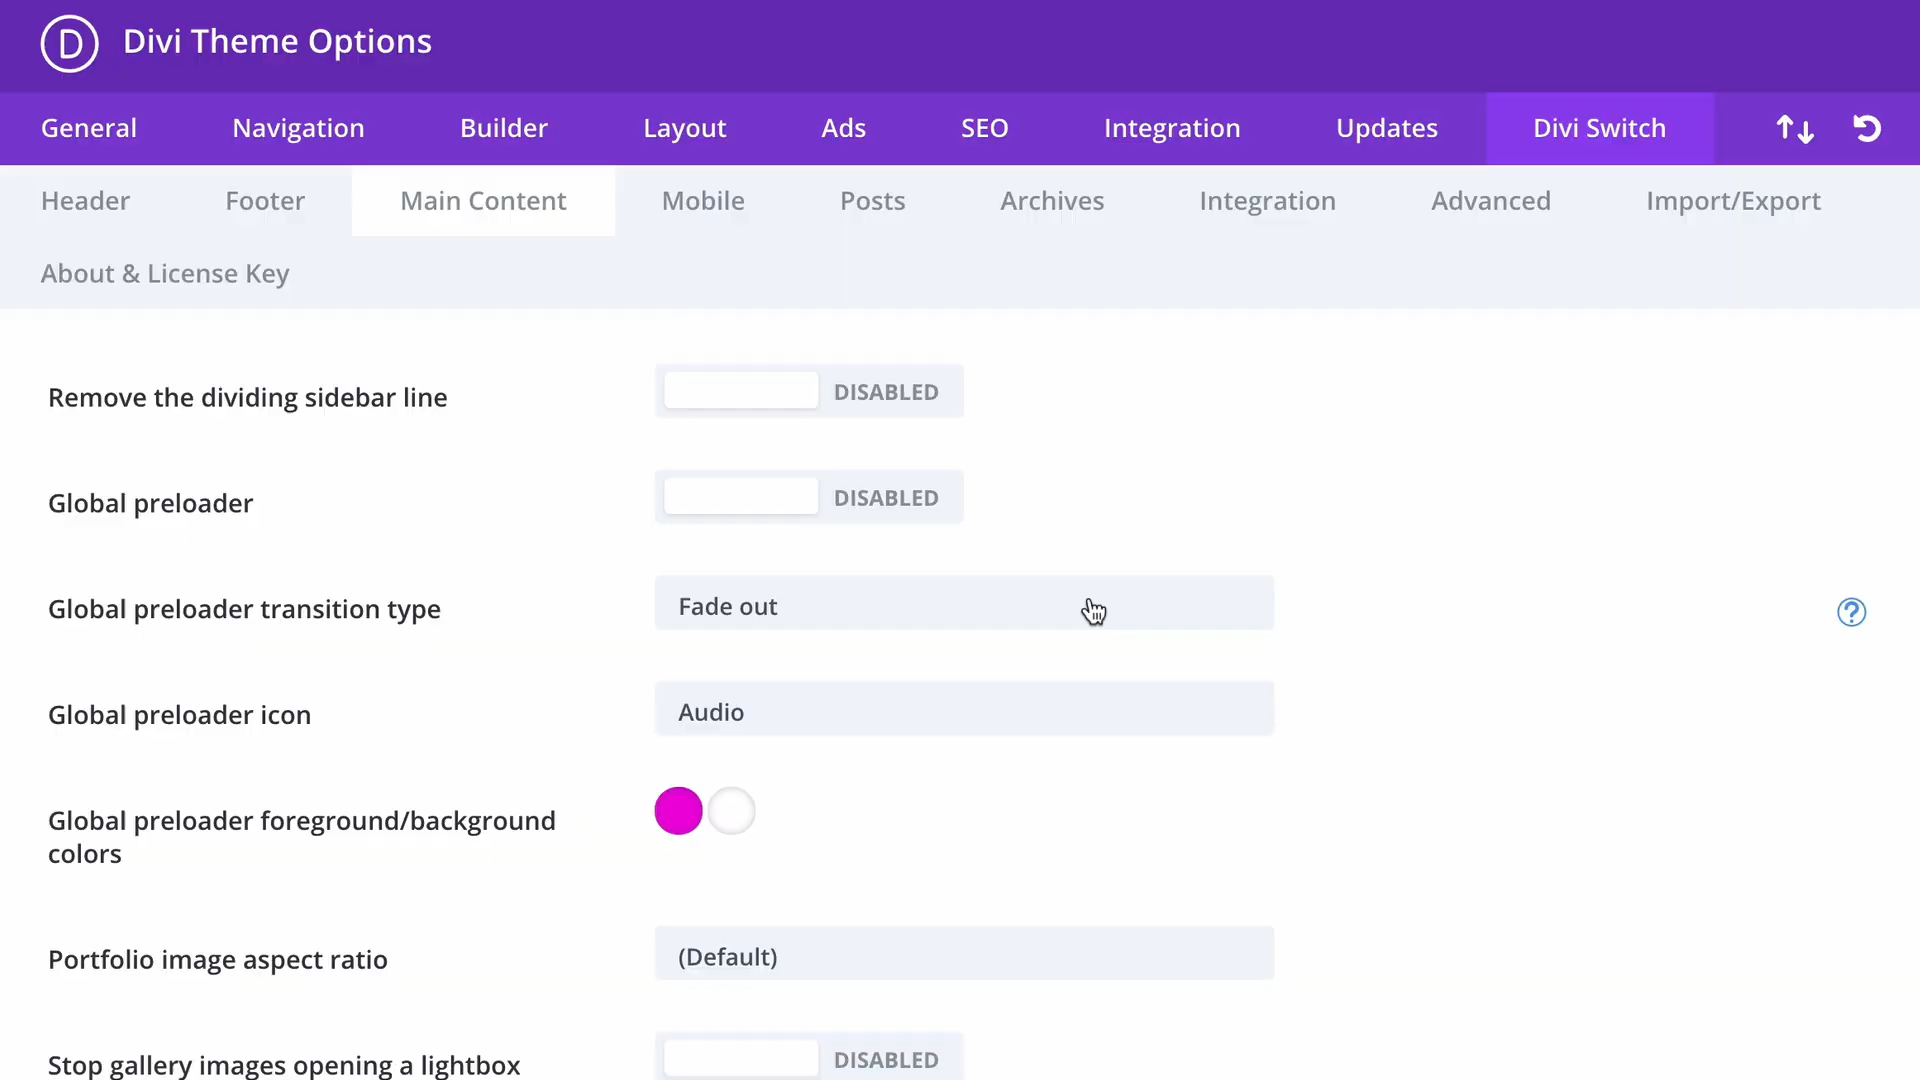 D Divi Theme Options
General Navigation Builder Layout Ads SEO Integration Updates Divi Switch
Header Footer Main Content Mobile Posts Archives Integration Advanced Import/Export
About & License Key
Remove the dividing sidebar line DISABLED
Global preloader DISABLED
Global preloader transition type Fade out ?
Global preloader icon Audio
Global preloader foreground/background
colors
Portfolio image aspect ratio (Default)
Stop gallery images opening a lightbox DISABLED